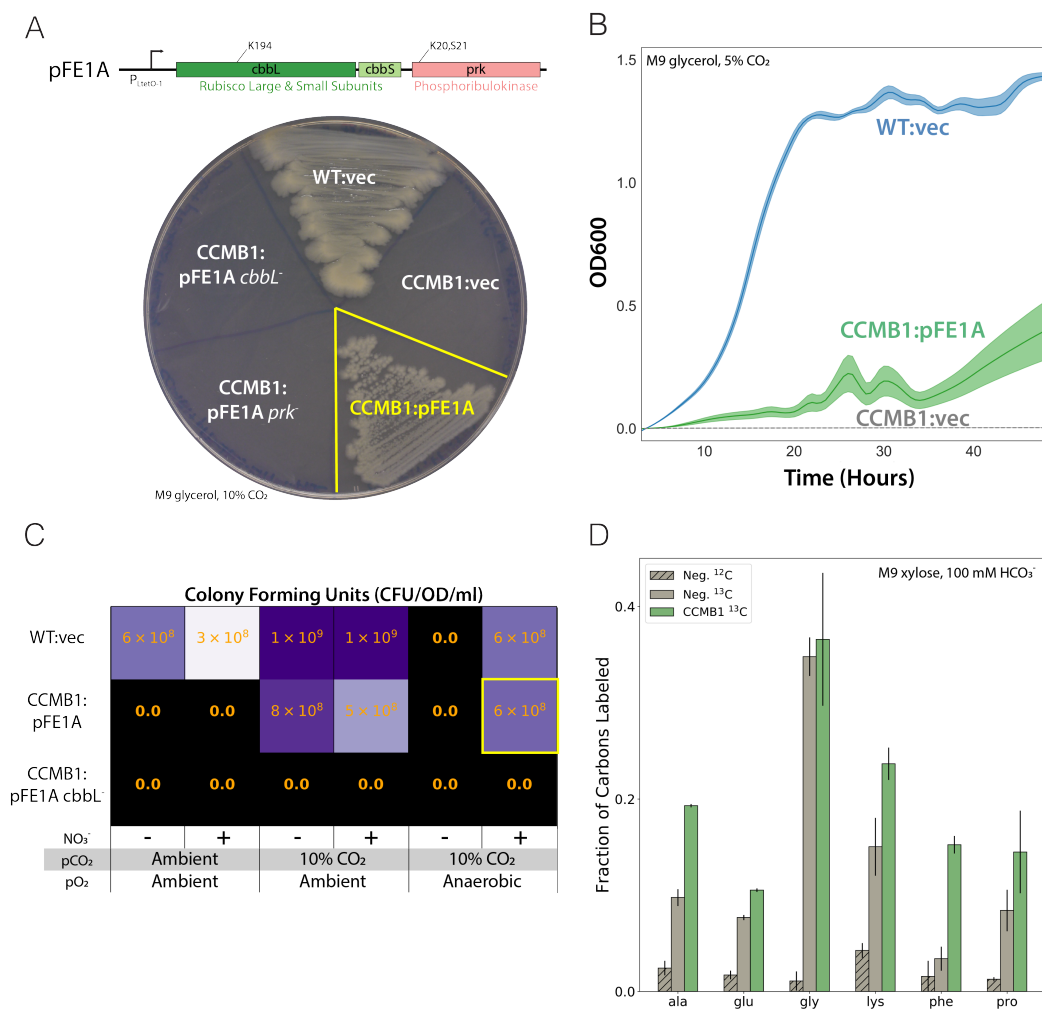 A
K194
K20,S21
pFE1A
cbbL
cbbS
prk
P LtetO-1
Rubisco Large & Small Subunits
Phosphoribulokinase
WT:vec
CCMB1:
pFE1A cbbL⁻
CCMB1:vec
CCMB1:
pFE1A prk⁻
CCMB1:pFE1A
M9 glycerol, 10% CO₂
B
M9 glycerol, 5% CO₂
1.5
1.0
0.5
0.0
OD600
WT:vec
CCMB1:pFE1A
CCMB1:vec
10 20 30 40
Time (Hours)
C
Colony Forming Units (CFU/OD/ml)
WT:vec 6 × 10⁸ 3 × 10⁸ 1 × 10⁹ 1 × 10⁹ 0.0 6 × 10⁸
CCMB1:
pFE1A 0.0 0.0 8 × 10⁸ 5 × 10⁸ 0.0 6 × 10⁸
CCMB1:
pFE1A cbbL⁻ 0.0 0.0 0.0 0.0 0.0 0.0
NO₃⁻ - + - + - +
pCO₂ Ambient 10% CO₂ 10% CO₂
pO₂ Ambient Ambient Anaerobic
D
Neg. ¹²C
Neg. ¹³C
CCMB1 ¹³C
M9 xylose, 100 mM HCO₃⁻
0.4
0.2
0.0
Fraction of Carbons Labeled
ala glu gly lys phe pro